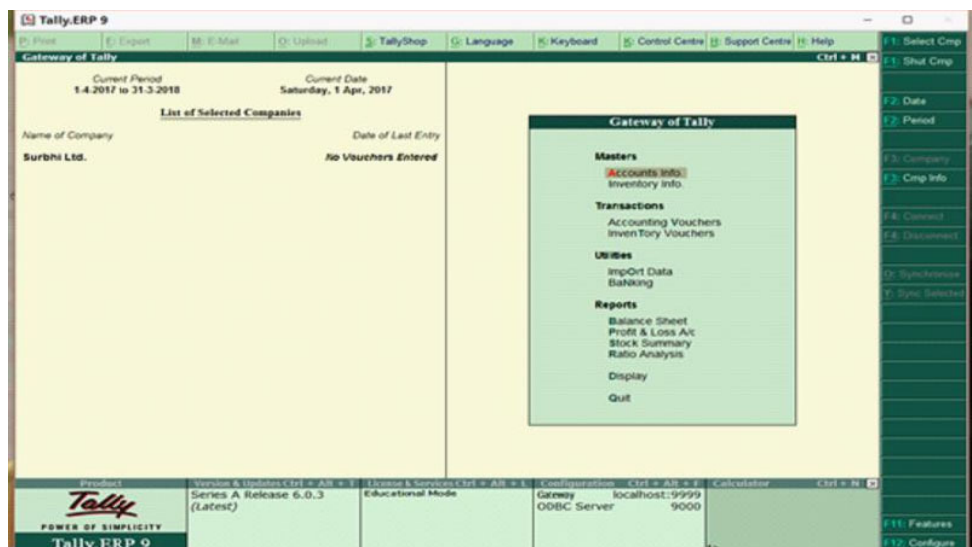 Tally.ERP 9
P: Print E: Export M: E-Mail O: Upload S: TallyShop G: Language K: Keyboard K: Control Centre H: Support Centre H: Help
F1: Select Cmp
Gateway of Tally Ctrl + M
F1: Shut Cmp
Current Period Current Date
1-4-2017 to 31-3-2018 Saturday, 1 Apr, 2017
List of Selected Companies
Name of Company Date of Last Entry
Surbhi Ltd. No Vouchers Entered
Gateway of Tally
Masters
Accounts Info.
Inventory Info.
Transactions
Accounting Vouchers
InvenTory Vouchers
Utilities
ImpOrt Data
BaNking
Reports
Balance Sheet
Profit & Loss A/c
Stock Summary
Ratio Analysis
Display
Quit
F2: Date
F2: Period
F3: Company
F3: Cmp Info
F4: Connect
F4: Disconnect
O: Synchronise
Y: Sync Selected
F11: Features
F12: Configure
Product
Tally
POWER OF SIMPLICITY
Tally ERP 9
Version & Updates Ctrl + Alt + T
Series A Release 6.0.3
(Latest)
License & Services Ctrl + Alt + L
Educational Mode
Configuration Ctrl + Alt + F
Gateway localhost:9999
ODBC Server 9000
Calculator Ctrl + N